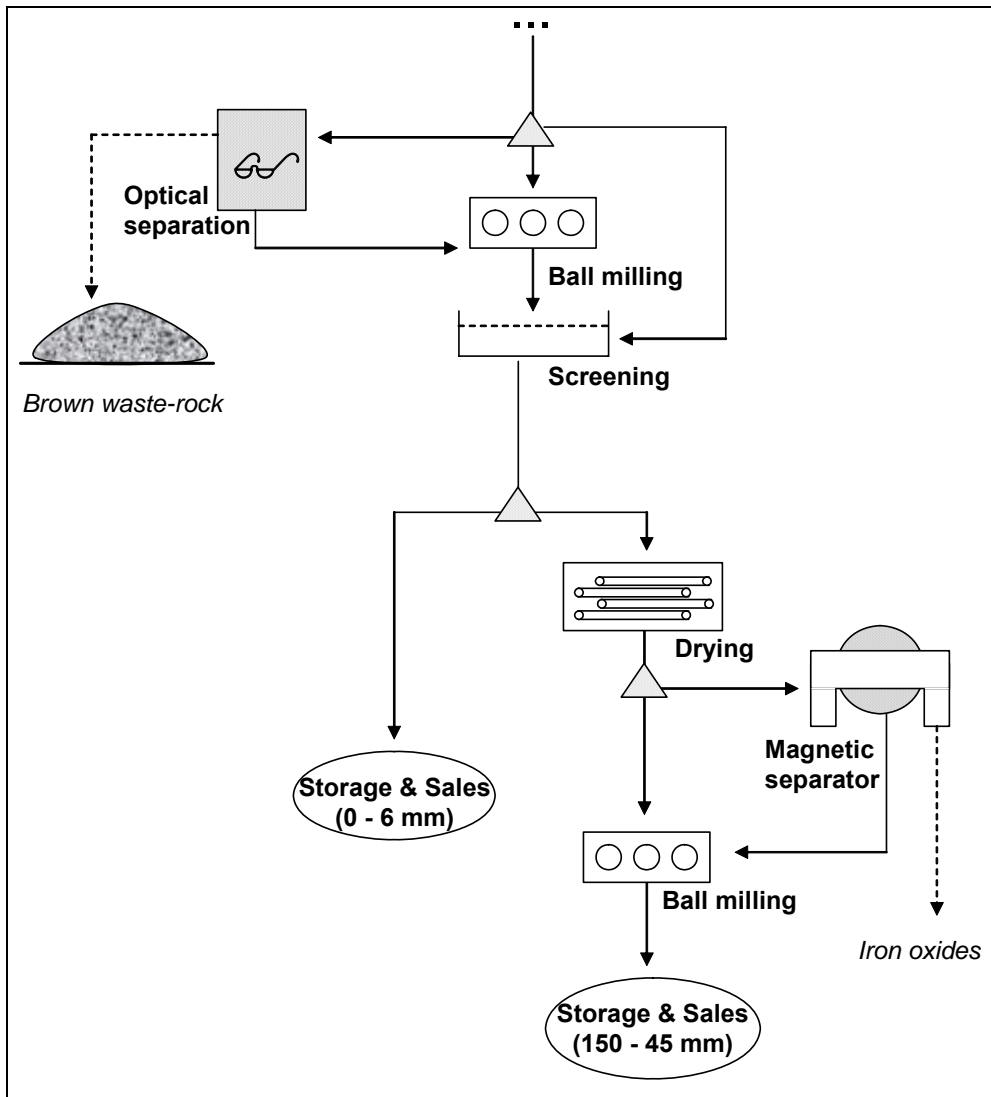 ...
Optical
separation
Ball milling
Screening
Brown waste-rock
Drying
Magnetic
separator
Storage & Sales
(0 - 6 mm)
Ball milling
Iron oxides
Storage & Sales
(150 - 45 mm)